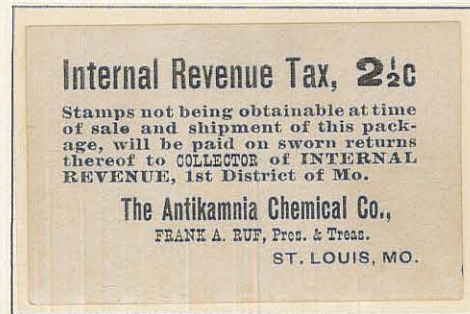 Internal Revenue Tax, 2½c
Stamps not being obtainable at time
of sale and shipment of this pack-
age, will be paid on sworn returns
thereof to COLLECTOR of INTERNAL
REVENUE, 1st District of Mo.
The Antikamnia Chemical Co.,
FRANK A. RUF, Pres. & Treas.
ST. LOUIS, MO.